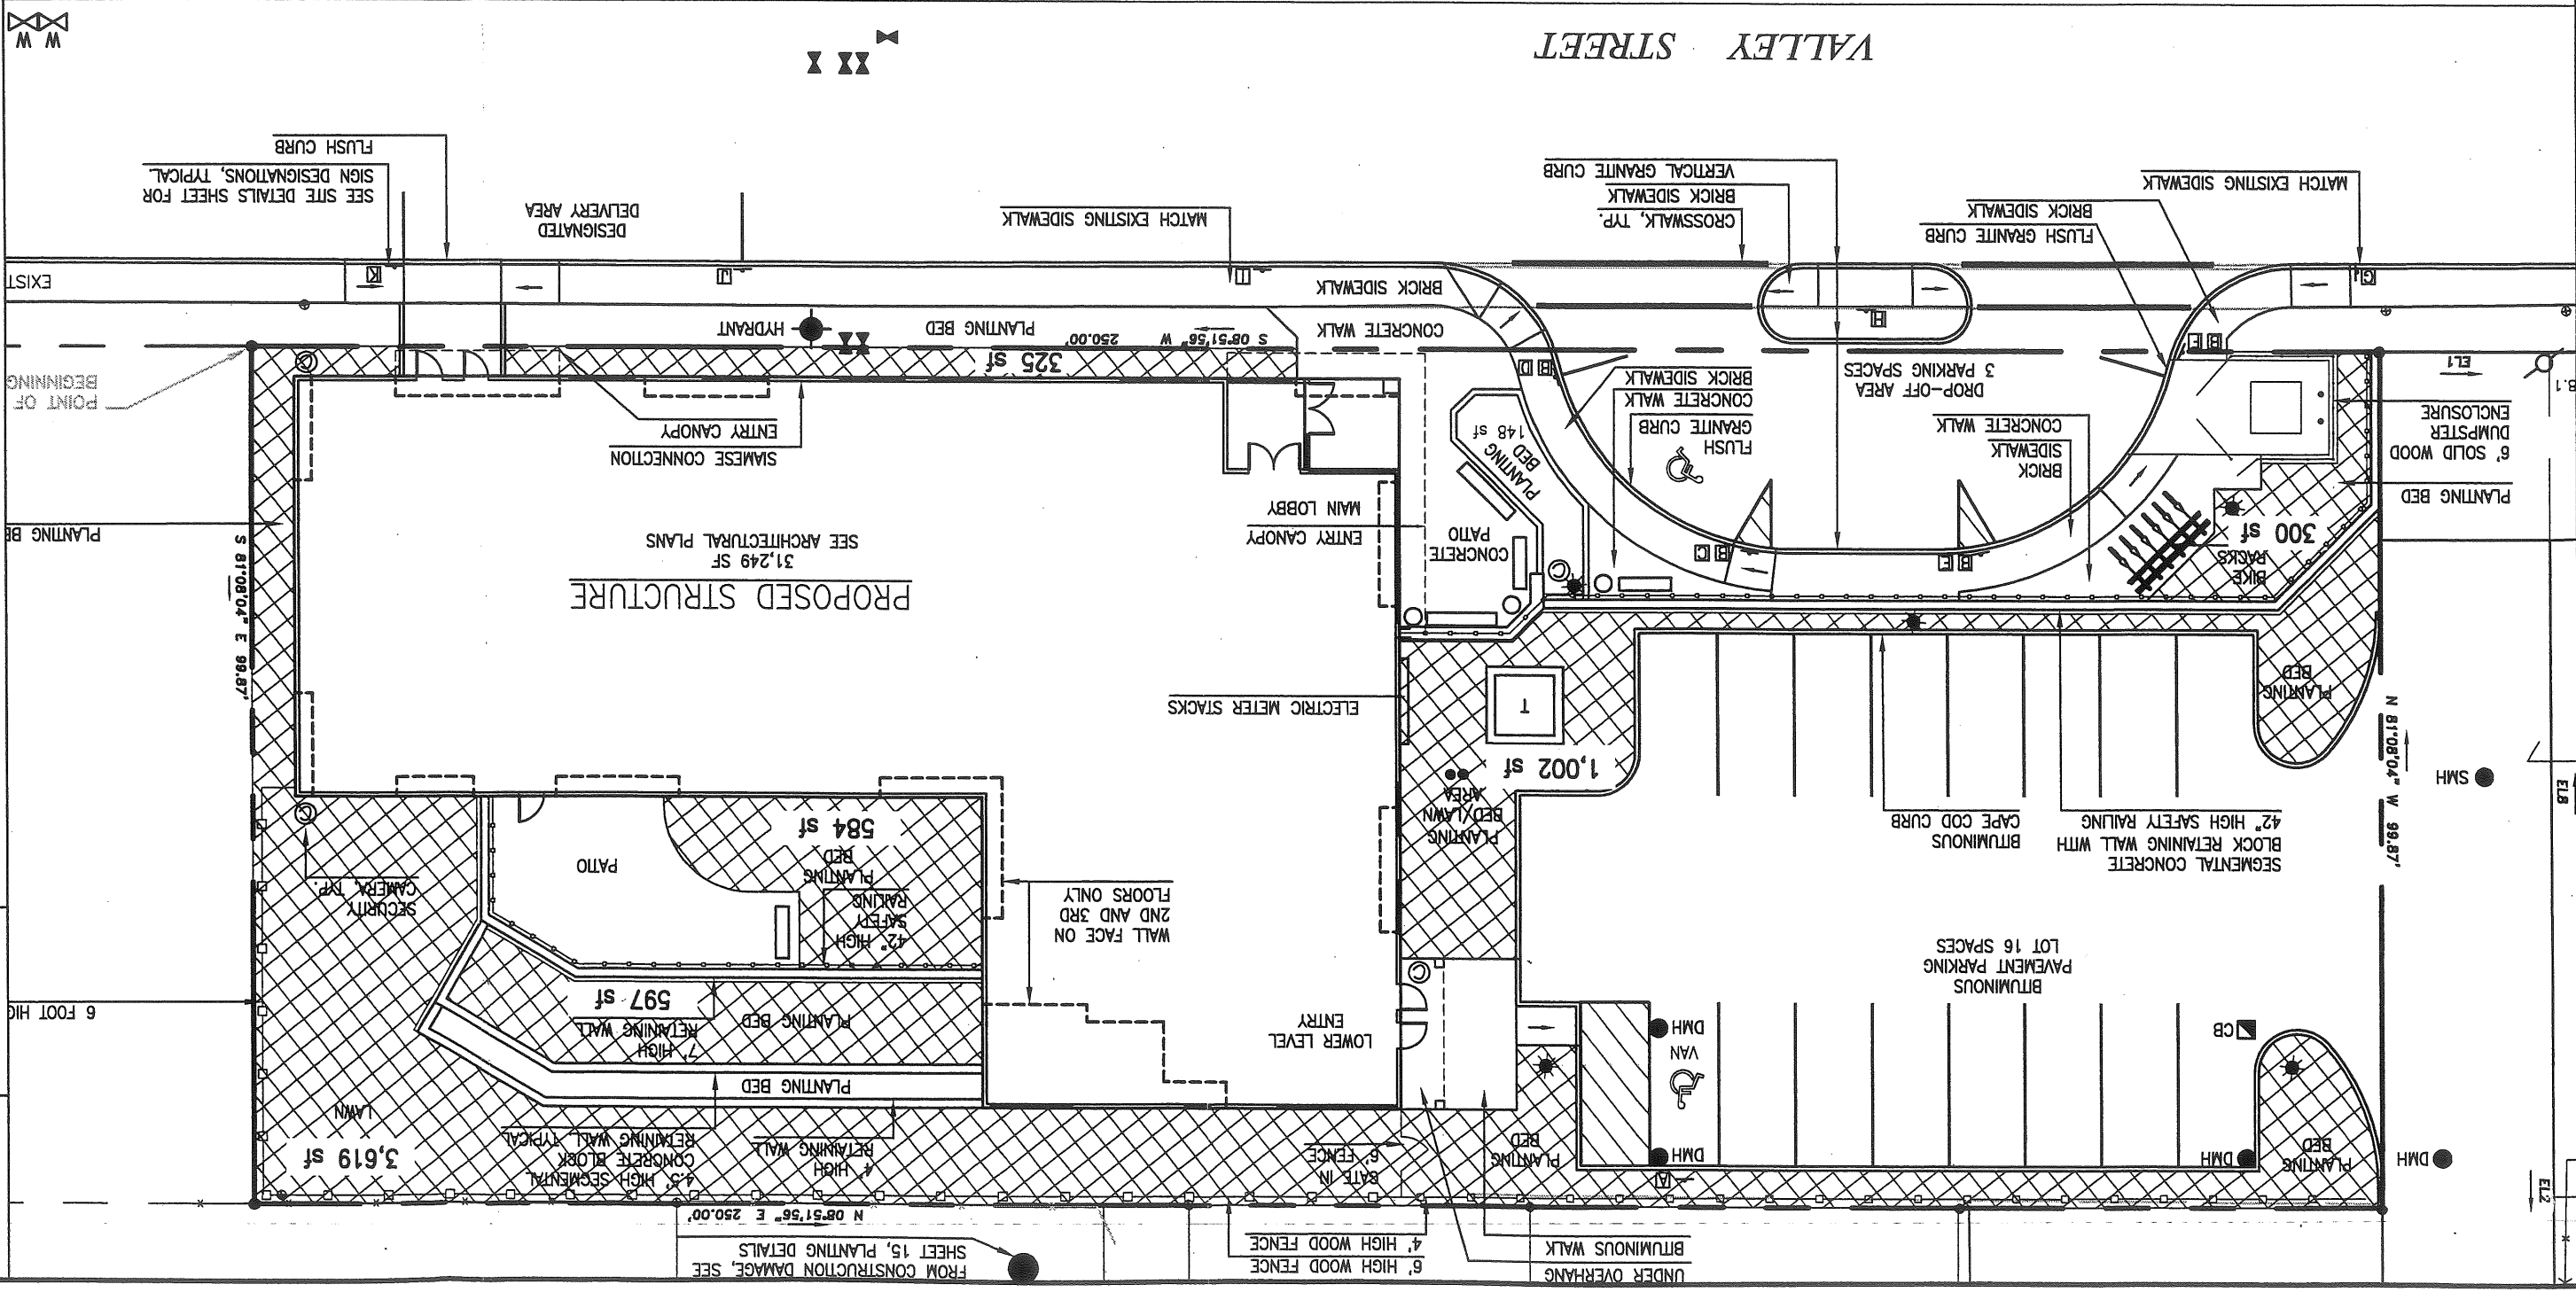 UNDER OVERHANG
BITUMINOUS WALK
6' HIGH WOOD FENCE
4' HIGH WOOD FENCE
FROM CONSTRUCTION DAMAGE, SEE
SHEET 15, PLANTING DETAILS
N 08°51'56" E 250.00'
EL2
DMH
PLANTING
BED
DMH
A
DMH
PLANTING
BED
GATE IN
6' FENCE
4' HIGH
RETAINING WALL
4.5' HIGH SEGMENTAL
CONCRETE BLOCK
RETAINING WALL, TYPICAL
3,619 sf
LAWN
CB
VAN
DMH
LOWER LEVEL
ENTRY
PLANTING BED
PLANTING BED
7' HIGH
RETAINING WALL
597 sf
6 FOOT HIG
BITUMINOUS
PAVEMENT PARKING
LOT 16 SPACES
WALL FACE ON
2ND AND 3RD
FLOORS ONLY
42" HIGH
SAFETY
RAILING
PLANTING
BED
584 sf
PATIO
SECURITY
CAMERA, TYP.
C
C
SEGMENTAL CONCRETE
BLOCK RETAINING WALL WITH
42" HIGH SAFETY RAILING
BITUMINOUS
CAPE COD CURB
PLANTING
BED/LAWN
AREA
1,002 sf
SMH
EL8
N 81°08'04" W 99.87'
T
ELECTRIC METER STACKS
PLANTING
BED
PROPOSED STRUCTURE
31,249 SF
SEE ARCHITECTURAL PLANS
S 81°08'04" E 99.87'
PLANTING BE
BIKE
RACKS
300 sf
PLANTING BED
6' SOLID WOOD
DUMPSTER
ENCLOSURE
B E
B C
C
CONCRETE
PATIO
ENTRY CANOPY
MAIN LOBBY
BRICK
SIDEWALK
CONCRETE WALK
FLUSH
GRANITE CURB
CONCRETE WALK
BRICK SIDEWALK
PLANTING
BED
148 sf
SIAMESE CONNECTION
ENTRY CANOPY
POINT OF
BEGINNING
DROP-OFF AREA
3 PARKING SPACES
B D
B E
EL1
B.1
325 sf
C
S 08°51'56" W 250.00'
CONCRETE WALK
PLANTING BED
HYDRANT
H
BRICK SIDEWALK
G
I
J
K
EXIST
FLUSH GRANITE CURB
BRICK SIDEWALK
MATCH EXISTING SIDEWALK
CROSSWALK, TYP.
BRICK SIDEWALK
VERTICAL GRANITE CURB
MATCH EXISTING SIDEWALK
DESIGNATED
DELIVERY AREA
SEE SITE DETAILS SHEET FOR
SIGN DESIGNATIONS, TYPICAL.
FLUSH CURB
VALLEY STREET
W W